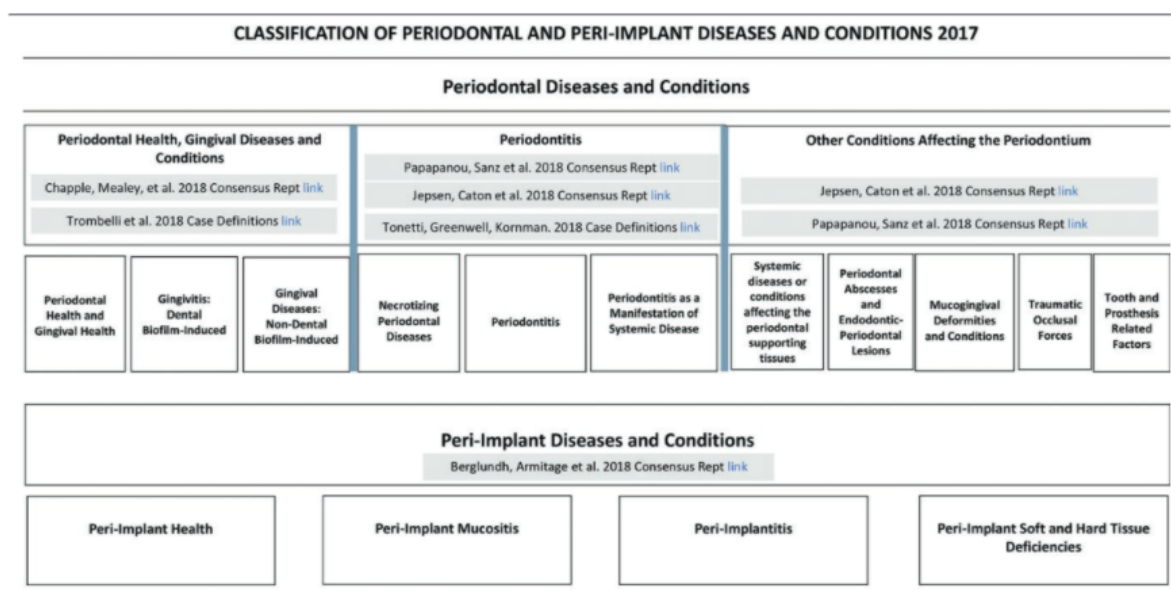 CLASSIFICATION OF PERIODONTAL AND PERI-IMPLANT DISEASES AND CONDITIONS 2017
Periodontal Diseases and Conditions
Periodontal Health, Gingival Diseases and
Conditions
Chapple, Mealey, et al. 2018 Consensus Rept link
Trombelli et al. 2018 Case Definitions link
Periodontitis
Papapanou, Sanz et al. 2018 Consensus Rept link
Jepsen, Caton et al. 2018 Consensus Rept link
Tonetti, Greenwell, Kornman. 2018 Case Definitions link
Other Conditions Affecting the Periodontium
Jepsen, Caton et al. 2018 Consensus Rept link
Papapanou, Sanz et al. 2018 Consensus Rept link
Periodontal
Health and
Gingival Health
Gingivitis:
Dental
Biofilm-Induced
Gingival
Diseases:
Non-Dental
Biofilm-Induced
Necrotizing
Periodontal
Diseases
Periodontitis
Periodontitis as a
Manifestation of
Systemic Disease
Systemic
diseases or
conditions
affecting the
periodontal
supporting
tissues
Periodontal
Abscesses
and
Endodontic-
Periodontal
Lesions
Mucogingival
Deformities
and Conditions
Traumatic
Occlusal
Forces
Tooth and
Prosthesis
Related
Factors
Peri-Implant Diseases and Conditions
Berglundh, Armitage et al. 2018 Consensus Rept link
Peri-Implant Health
Peri-Implant Mucositis
Peri-Implantitis
Peri-Implant Soft and Hard Tissue
Deficiencies